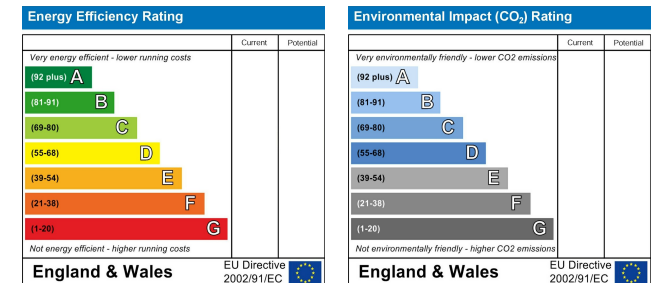 Energy Efficiency Rating
Current Potential
Very energy efficient - lower running costs
(92 plus) A
(81-91) B
(69-80) C
(55-68) D
(39-54) E
(21-38) F
(1-20) G
Not energy efficient - higher running costs
England & Wales
EU Directive
2002/91/EC
Environmental Impact (CO₂) Rating
Current Potential
Very environmentally friendly - lower CO2 emissions
(92 plus) A
(81-91) B
(69-80) C
(55-68) D
(39-54) E
(21-38) F
(1-20) G
Not environmentally friendly - higher CO2 emissions
England & Wales
EU Directive
2002/91/EC